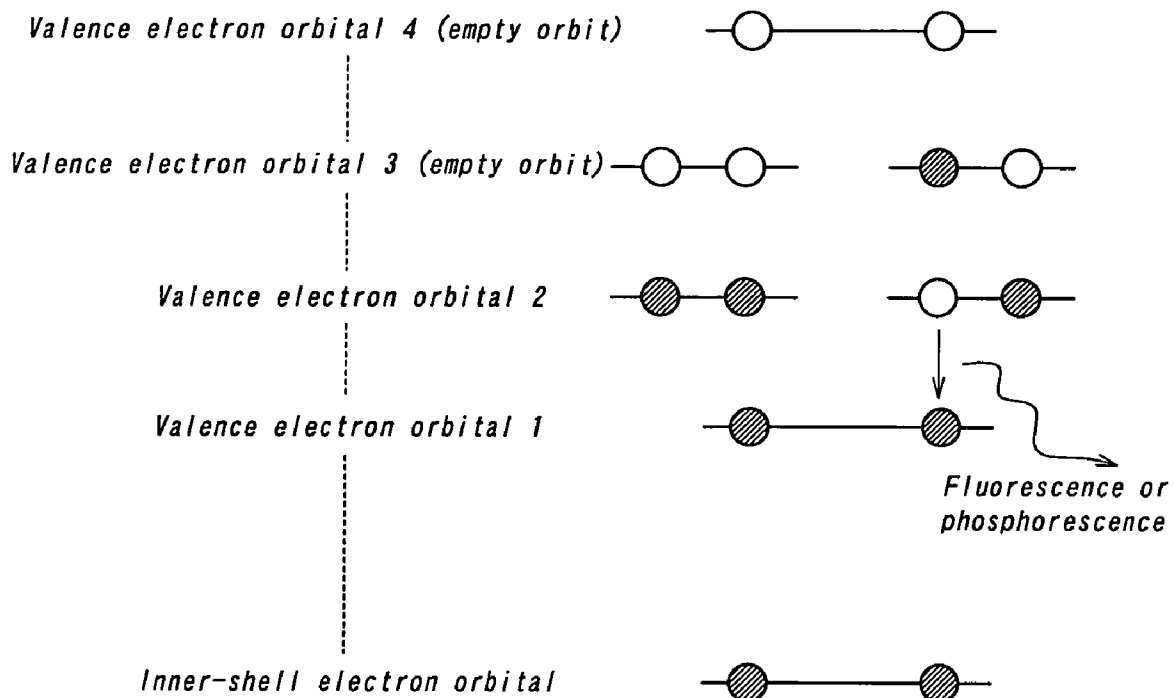 Valence electron orbital 4 (empty orbit)
Valence electron orbital 3 (empty orbit)
Valence electron orbital 2
Valence electron orbital 1
Fluorescence or
phosphorescence
Inner-shell electron orbital